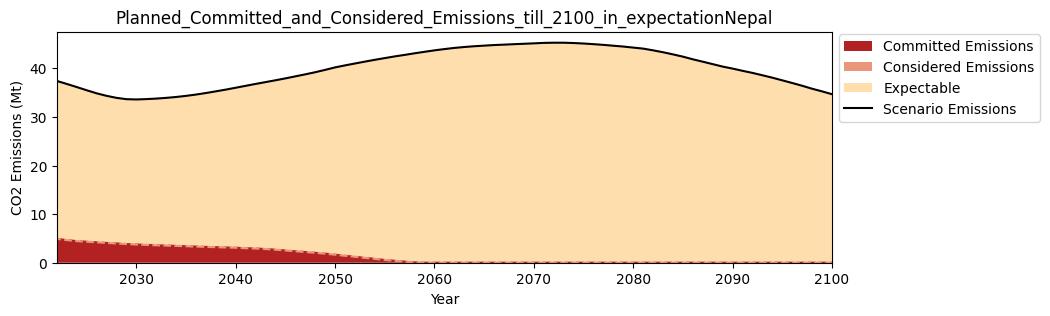 Planned_Committed_and_Considered_Emissions_till_2100_in_expectationNepal
Committed Emissions
Considered Emissions
Expectable
Scenario Emissions
CO2 Emissions (Mt)
40
30
20
10
0
2030 2040 2050 2060 2070 2080 2090 2100
Year